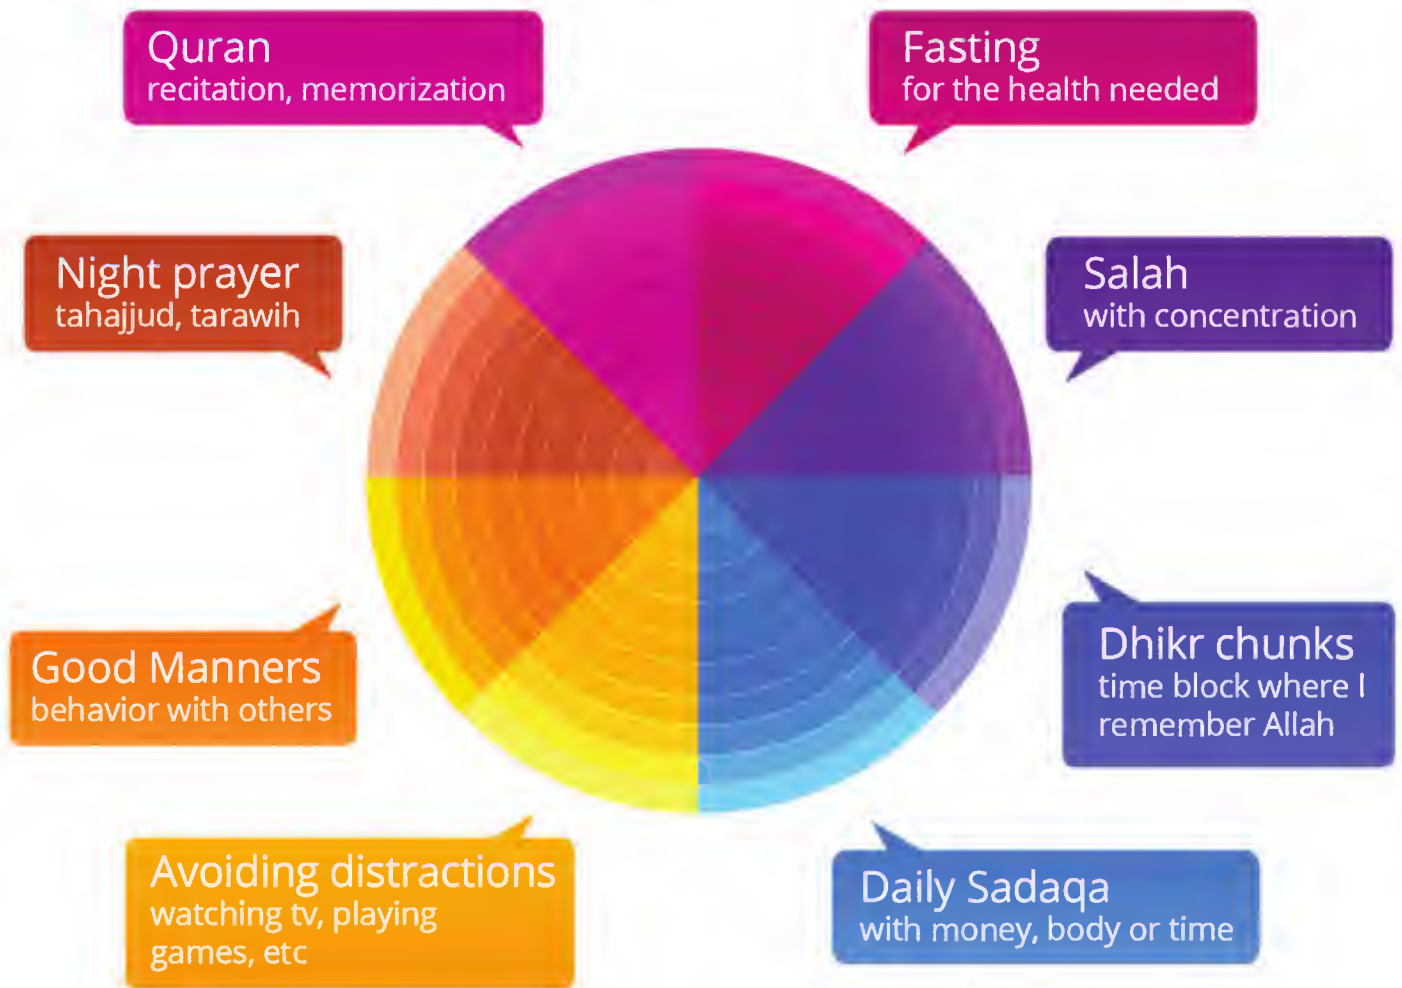 Quran
recitation, memorization
Fasting
for the health needed
Night prayer
tahajjud, tarawih
Salah
with concentration
Good Manners
behavior with others
Dhikr chunks
time block where I
remember Allah
Avoiding distractions
watching tv, playing
games, etc
Daily Sadaqa
with money, body or time